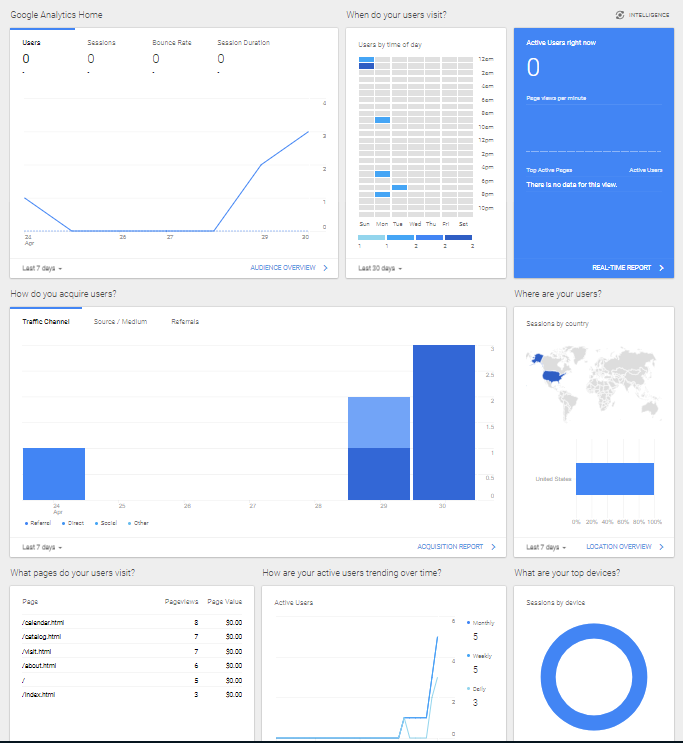 Google Analytics Home
When do your users visit?
INTELLIGENCE
Users Sessions Bounce Rate Session Duration
0 0 0 0
- - - -
4
3
2
1
0
24 26 27 29 30
Apr
Last 7 days
AUDIENCE OVERVIEW
Users by time of day
12am
2am
4am
6am
8am
10am
12pm
2pm
4pm
6pm
8pm
10pm
Sun Mon Tue Wed Thu Fri Sat
1 1 2 2 2
Last 30 days
Active Users right now
0
Page views per minute
Top Active Pages Active Users
There is no data for this view.
REAL-TIME REPORT
How do you acquire users?
Traffic Channel Source / Medium Referrals
3
2.5
2
1
0.5
0
24 25 26 27 28 29 30
Apr
Referral Direct Social Other
Last 7 days
ACQUISITION REPORT
Where are your users?
Sessions by country
United States
0% 20% 40% 60% 80% 100%
Last 7 days
LOCATION OVERVIEW
What pages do your users visit?
Page Pageviews Page Value
/calendar.html 8 $0.00
/catalog.html 7 $0.00
/visit.html 7 $0.00
/about.html 6 $0.00
/ 5 $0.00
/index.html 3 $0.00
How are your active users trending over time?
Active Users
6
4
2
0
Monthly
5
Weekly
5
Daily
3
What are your top devices?
Sessions by device